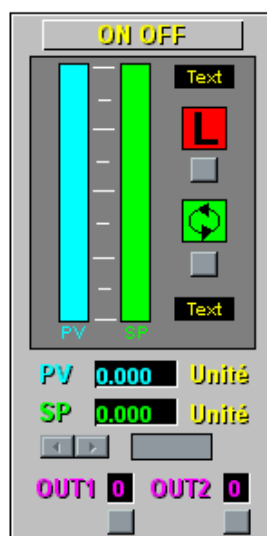 ON OFF
Text
L
Text
PV SP
PV 0.000 Unité
SP 0.000 Unité
OUT1 0 OUT2 0